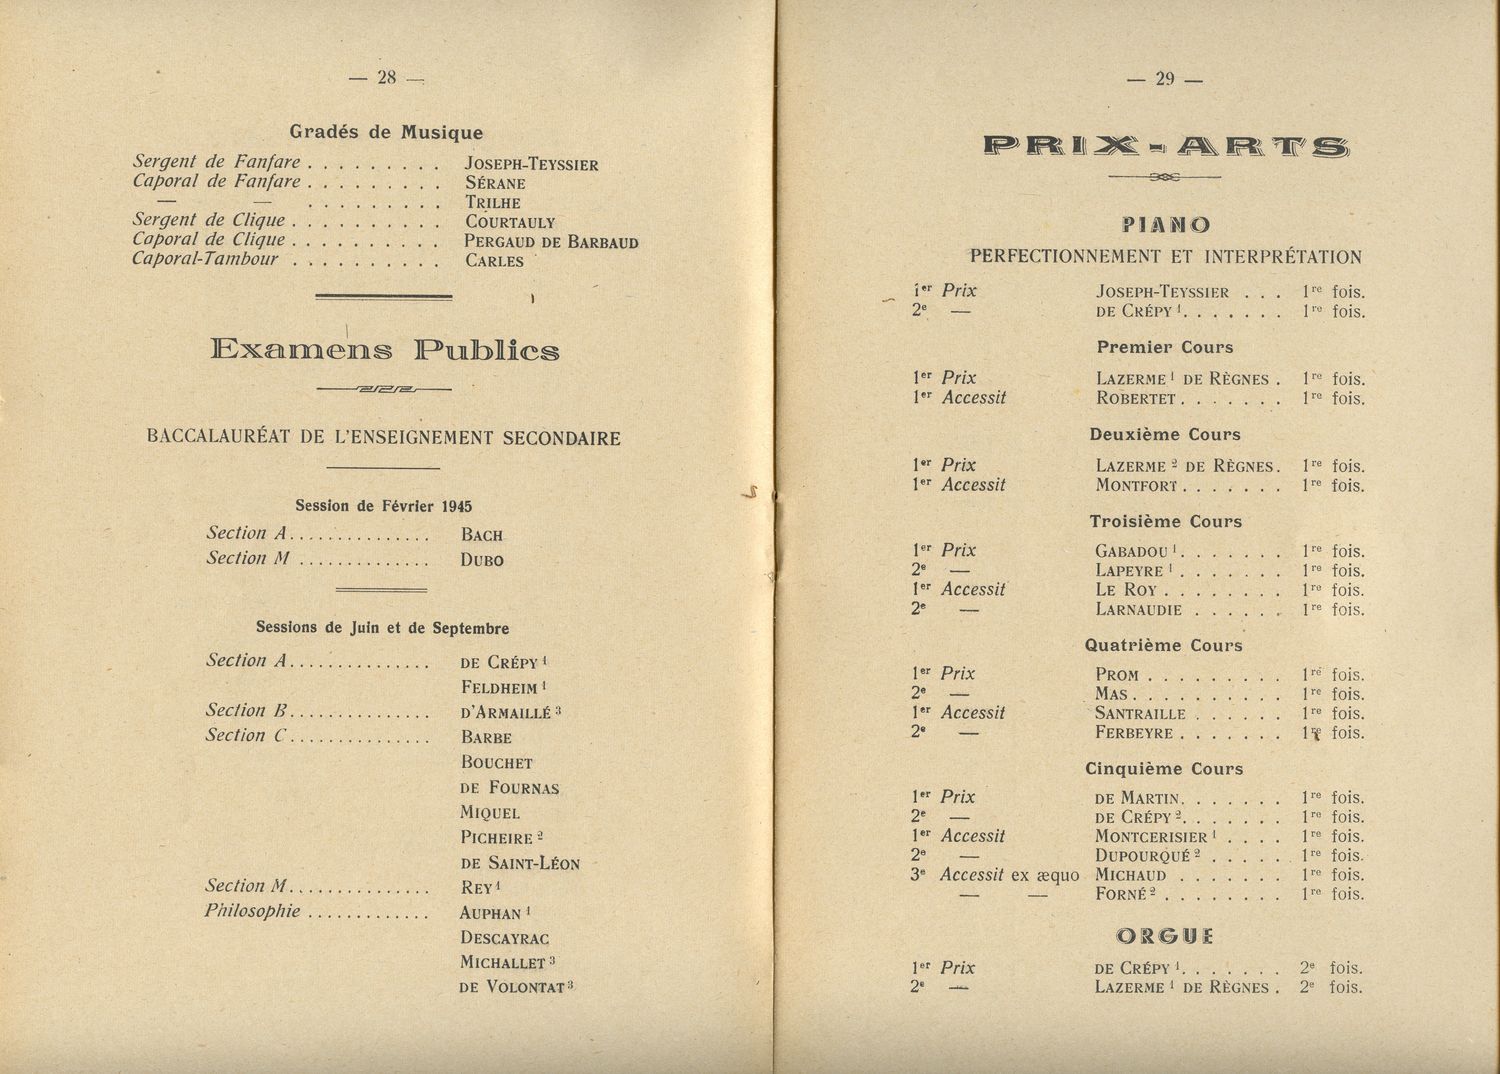 — 28 —
Gradés de Musique
Sergent de Fanfare . . . . . . . . . Joseph-Teyssier
Caporal de Fanfare . . . . . . . . . Sérane
— — . . . . . . . . . Trilhe
Sergent de Clique . . . . . . . . . . Courtauly
Caporal de Clique . . . . . . . . . . Pergaud de Barbaud
Caporal-Tambour . . . . . . . . . . Carles
Examens Publics
BACCALAURÉAT DE L'ENSEIGNEMENT SECONDAIRE
Session de Février 1945
Section A . . . . . . . . . . . . . . . Bach
Section M . . . . . . . . . . . . . . Dubo
Sessions de Juin et de Septembre
Section A . . . . . . . . . . . . . . . de Crépy ¹
Feldheim ¹
Section B . . . . . . . . . . . . . . . d'Armaillé ³
Section C . . . . . . . . . . . . . . . Barbe
Bouchet
de Fournas
Miquel
Picheire ²
de Saint-Léon
Section M . . . . . . . . . . . . . . . Rey ¹
Philosophie . . . . . . . . . . . . . Auphan ¹
Descayrac
Michallet ³
de Volontat ³
— 29 —
PRIX-ARTS
PIANO
PERFECTIONNEMENT ET INTERPRÉTATION
1er Prix Joseph-Teyssier . . . 1re fois.
2e — de Crépy ¹ . . . . . . . 1re fois.
Premier Cours
1er Prix Lazerme ¹ de Règnes . 1re fois.
1er Accessit Robertet . . . . . . . 1re fois.
Deuxième Cours
1er Prix Lazerme ² de Règnes. 1re fois.
1er Accessit Montfort . . . . . . . 1re fois.
Troisième Cours
1er Prix Gabadou ¹ . . . . . . . 1re fois.
2e — Lapeyre ¹ . . . . . . . 1re fois.
1er Accessit Le Roy . . . . . . . . 1re fois.
2e — Larnaudie . . . . . . 1re fois.
Quatrième Cours
1er Prix Prom . . . . . . . . . 1re fois.
2e — Mas . . . . . . . . . . 1re fois.
1er Accessit Santraille . . . . . . 1re fois.
2e — Ferbeyre . . . . . . . 1re fois.
Cinquième Cours
1er Prix de Martin . . . . . . . 1re fois.
2e — de Crépy ² . . . . . . . 1re fois.
1er Accessit Montcerisier ¹ . . . . 1re fois.
2e — Dupourqué ² . . . . . 1re fois.
3e Accessit ex æquo Michaud . . . . . . . 1re fois.
— — Forné ² . . . . . . . . 1re fois.
ORGUE
1er Prix de Crépy ¹ . . . . . . . 2e fois.
2e — Lazerme ¹ de Règnes . 2e fois.